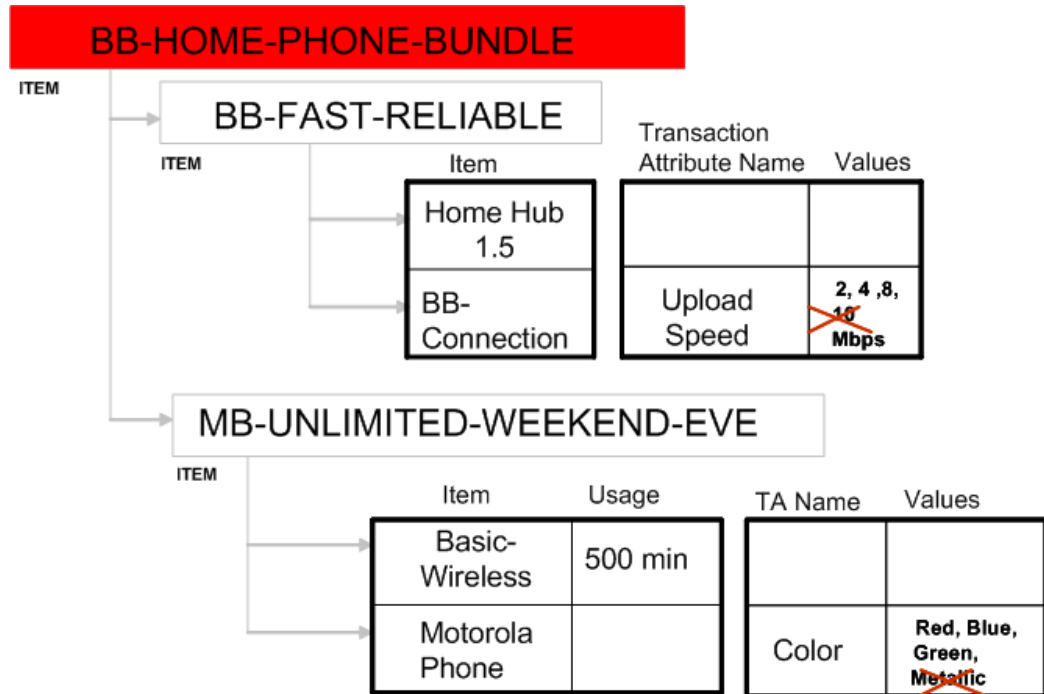 BB-HOME-PHONE-BUNDLE
ITEM
BB-FAST-RELIABLE
ITEM
Item
Transaction
Attribute Name
Values
Home Hub
1.5
BB-
Connection
Upload
Speed
2, 4 ,8,
10
Mbps
MB-UNLIMITED-WEEKEND-EVE
ITEM
Item
Usage
TA Name
Values
Basic-
Wireless
500 min
Motorola
Phone
Color
Red, Blue,
Green,
Metallic